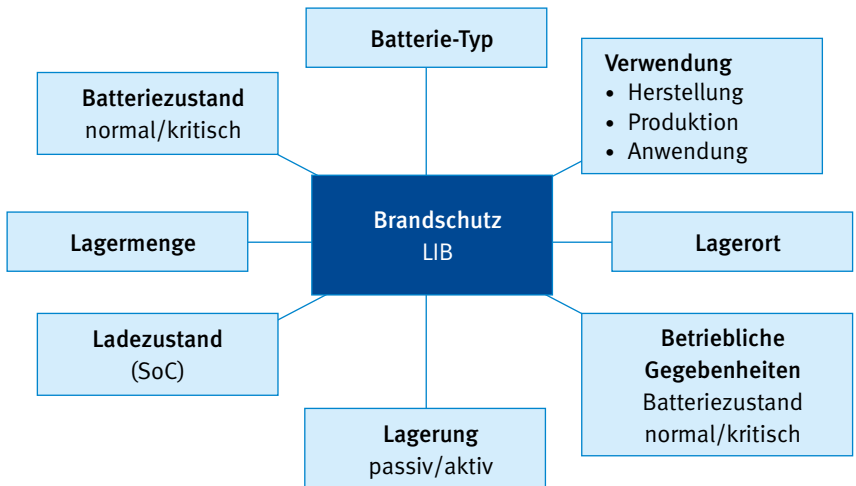 Batterie-Typ
Verwendung
• Herstellung
• Produktion
• Anwendung
Batteriezustand
normal/kritisch
Brandschutz
LIB
Lagermenge
Lagerort
Ladezustand
(SoC)
Betriebliche
Gegebenheiten
Batteriezustand
normal/kritisch
Lagerung
passiv/aktiv